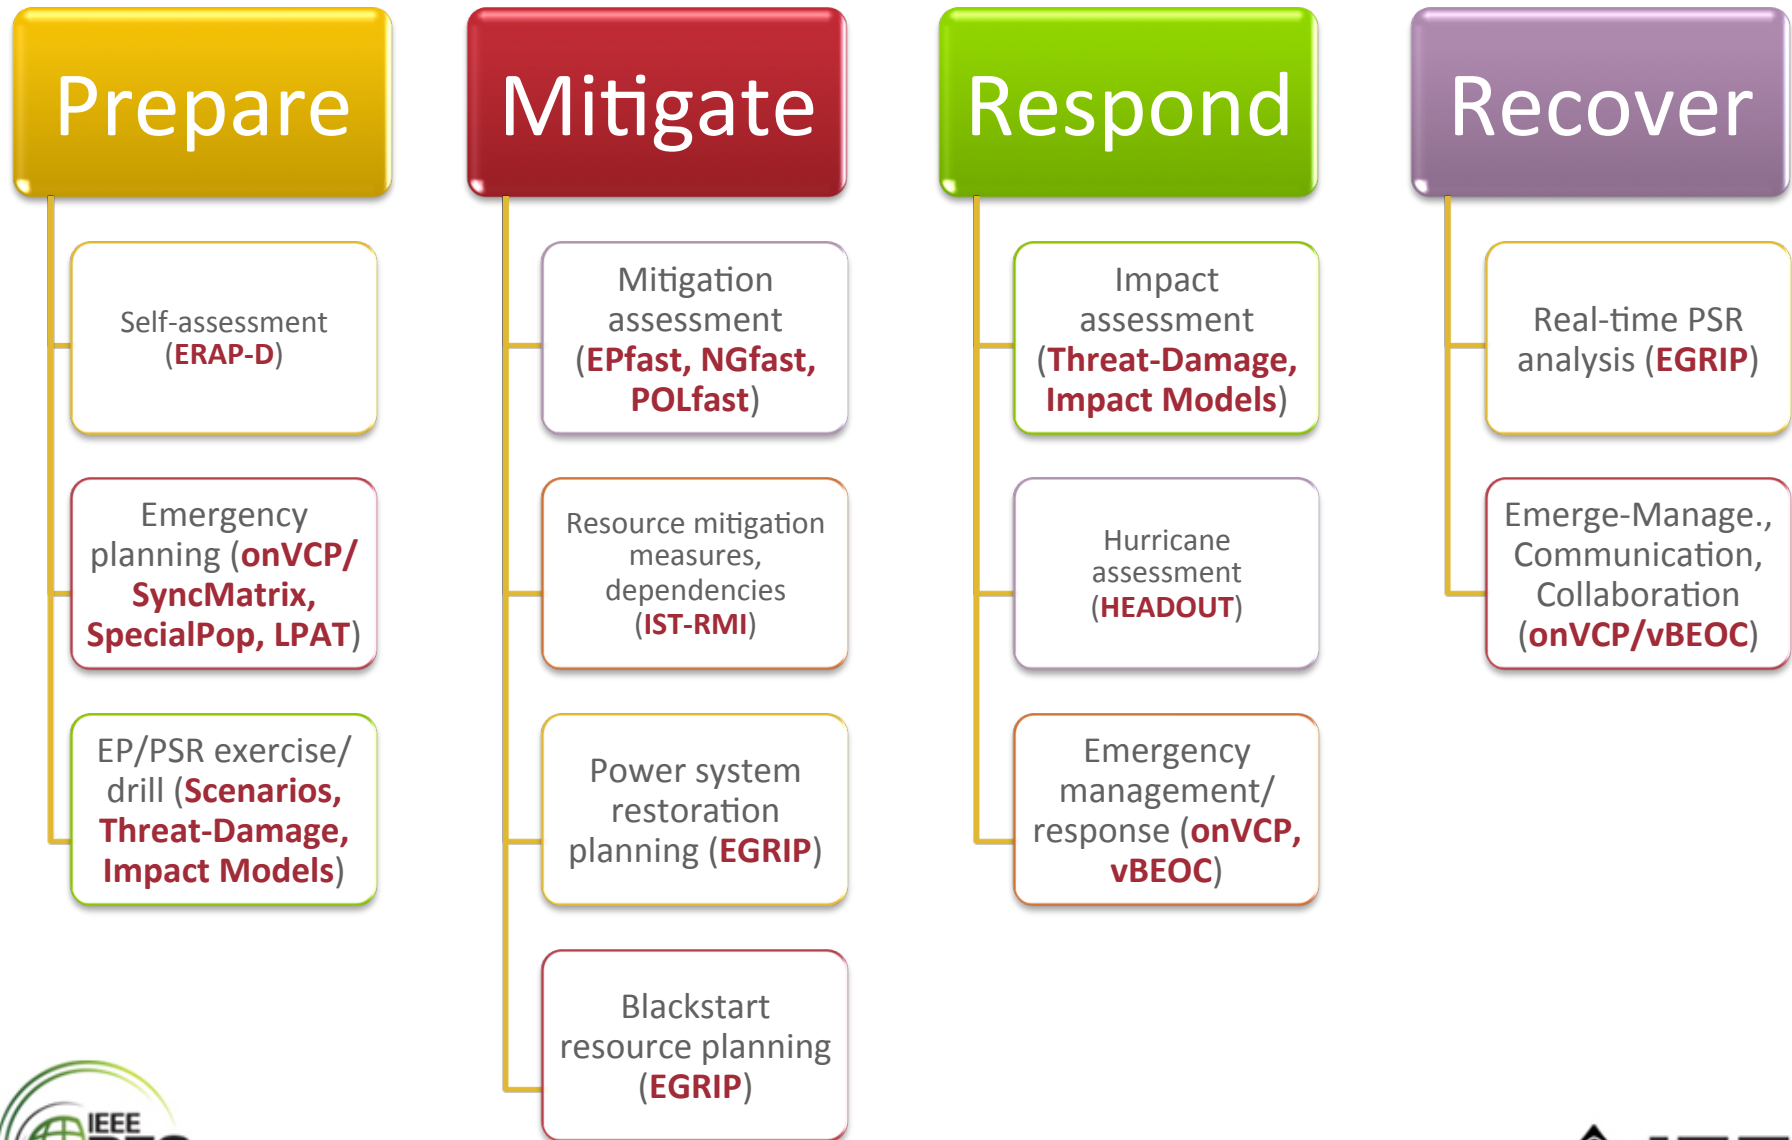 Prepare
Self-assessment
(ERAP-D)
Emergency
planning (onVCP/
SyncMatrix,
SpecialPop, LPAT)
EP/PSR exercise/
drill (Scenarios,
Threat-Damage,
Impact Models)
Mitigate
Mitigation
assessment
(EPfast, NGfast,
POLfast)
Resource mitigation
measures,
dependencies
(IST-RMI)
Power system
restoration
planning (EGRIP)
Blackstart
resource planning
(EGRIP)
Respond
Impact
assessment
(Threat-Damage,
Impact Models)
Hurricane
assessment
(HEADOUT)
Emergency
management/
response (onVCP,
vBEOC)
Recover
Real-time PSR
analysis (EGRIP)
Emerge-Manage.,
Communication,
Collaboration
(onVCP/vBEOC)
IEEE